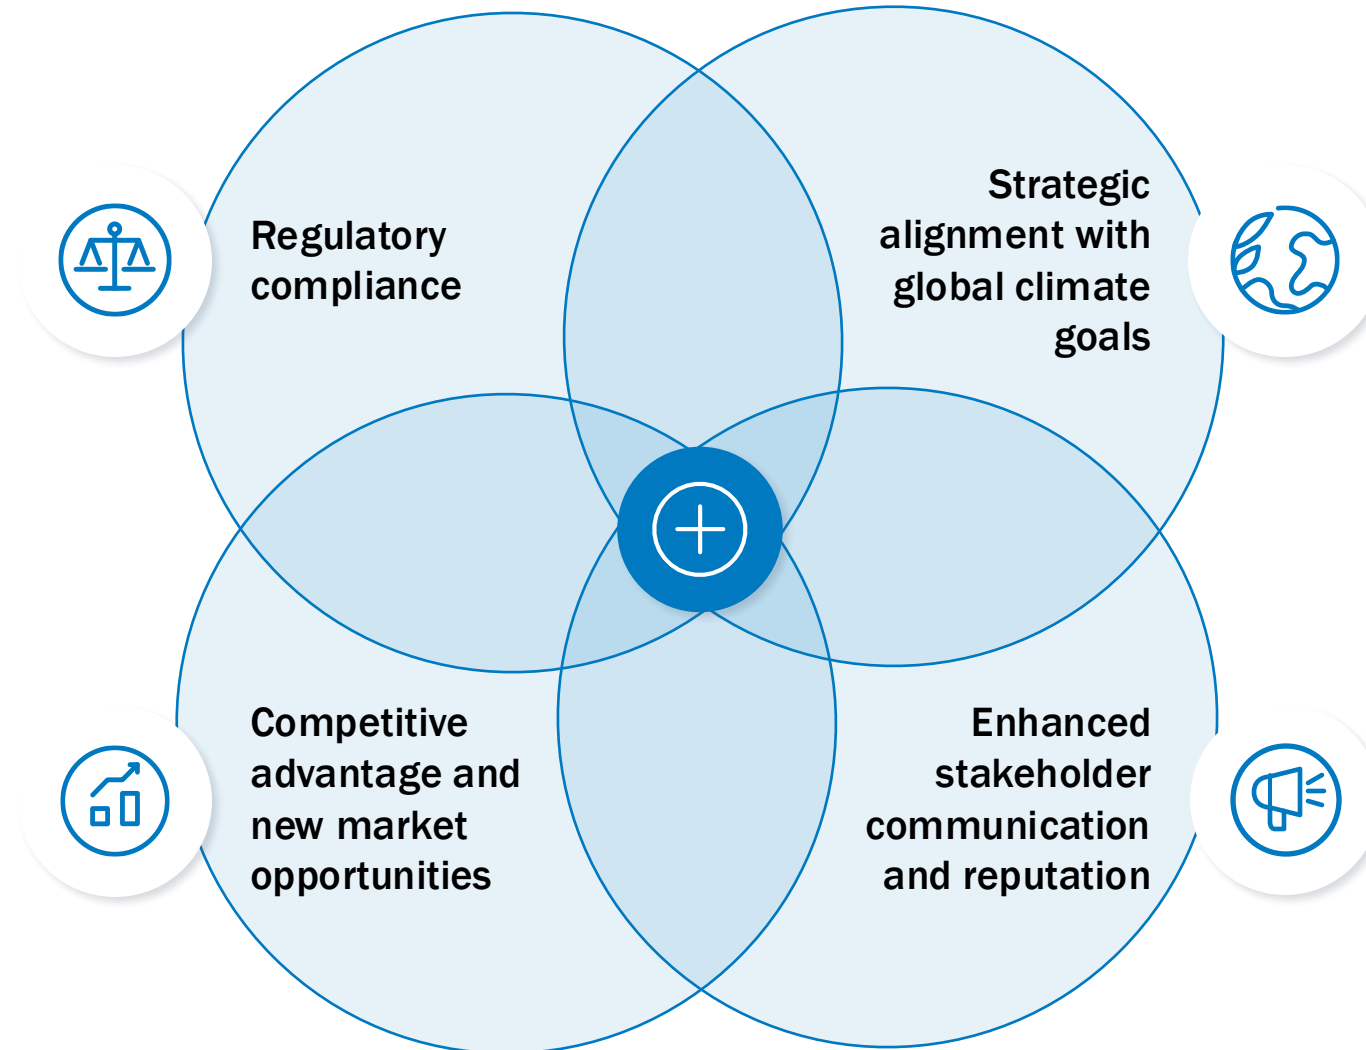 Regulatory
compliance
Strategic
alignment with
global climate
goals
Competitive
advantage and
new market
opportunities
Enhanced
stakeholder
communication
and reputation